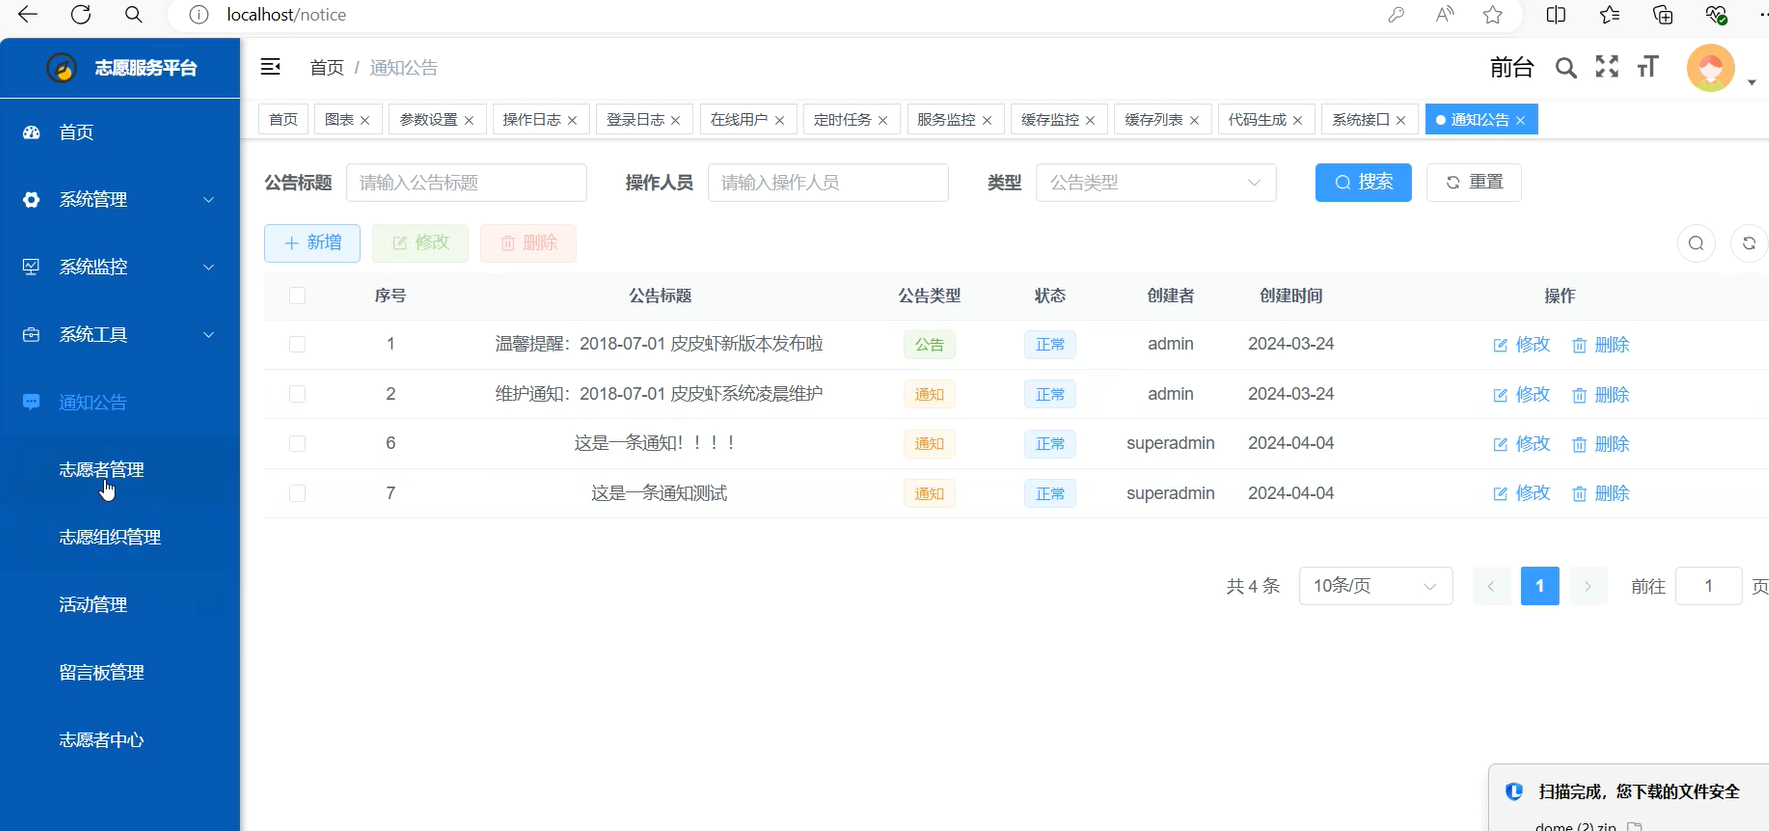 localhost/notice
志愿服务平台
首页 / 通知公告
前台
首页 图表 参数设置 操作日志 登录日志 在线用户 定时任务 服务监控 缓存监控 缓存列表 代码生成 系统接口 通知公告
首页
系统管理
系统监控
系统工具
通知公告
志愿者管理
志愿组织管理
活动管理
留言板管理
志愿者中心
公告标题 请输入公告标题 操作人员 请输入操作人员 类型 公告类型 搜索 重置
新增 修改 删除
序号 公告标题 公告类型 状态 创建者 创建时间 操作
1 温馨提醒：2018-07-01 皮皮虾新版本发布啦 公告 正常 admin 2024-03-24 修改 删除
2 维护通知：2018-07-01 皮皮虾系统凌晨维护 通知 正常 admin 2024-03-24 修改 删除
6 这是一条通知！！！！ 通知 正常 superadmin 2024-04-04 修改 删除
7 这是一条通知测试 通知 正常 superadmin 2024-04-04 修改 删除
共 4 条 10条/页 1 前往 1 页
扫描完成，您下载的文件安全
dome (2).zip